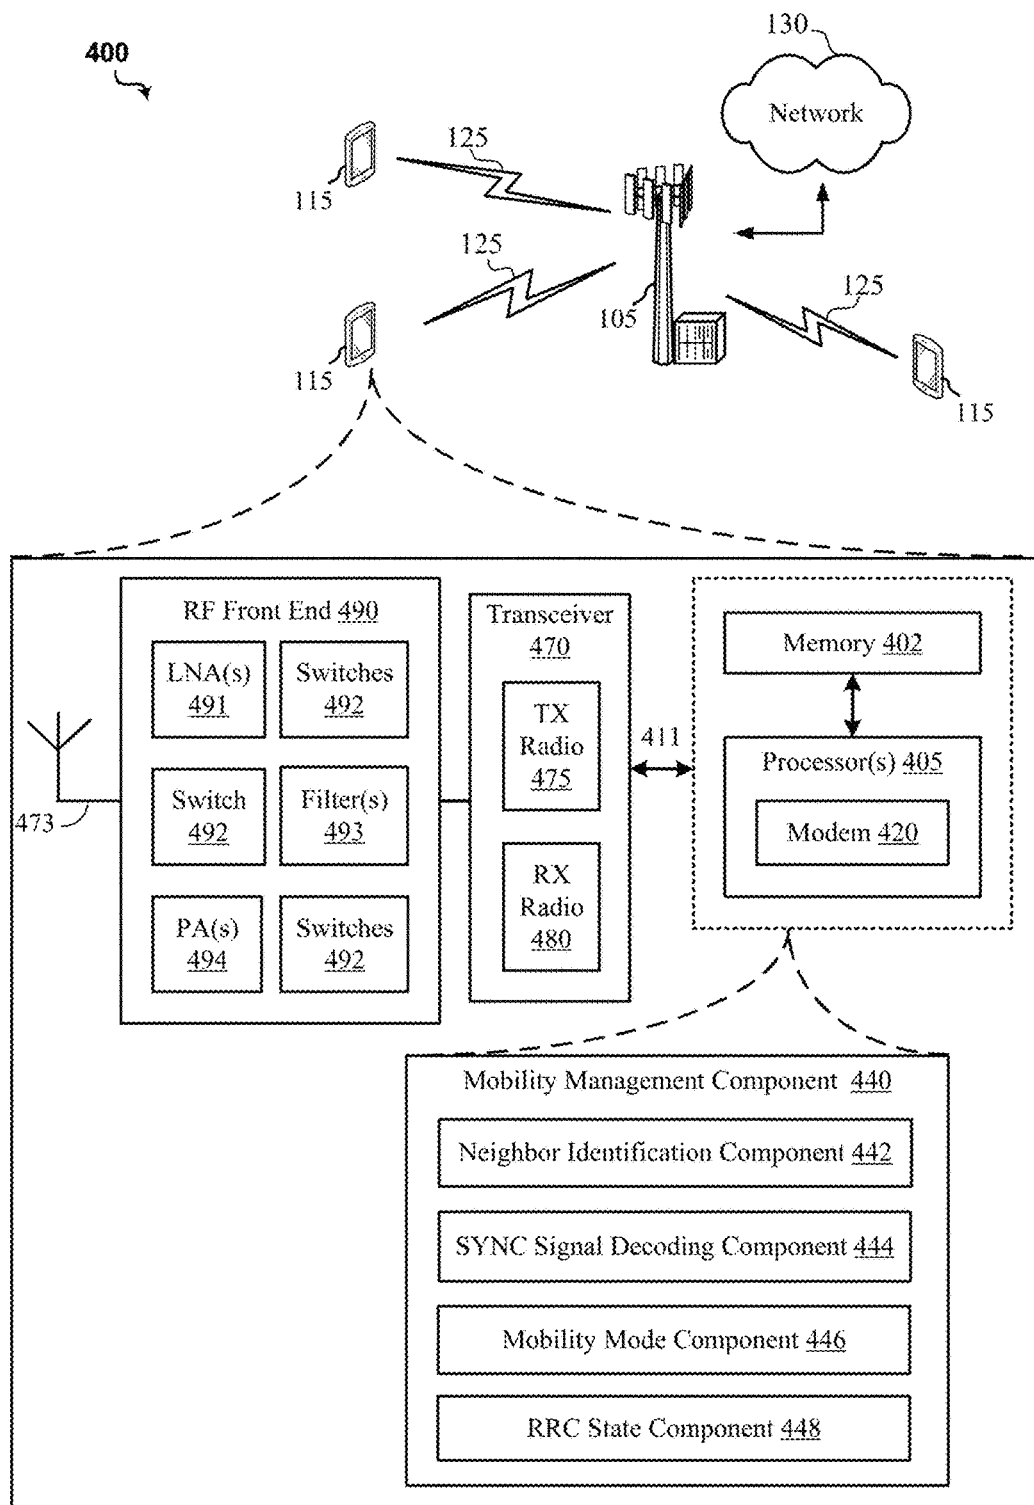 400
130
Network
125
115
125
105
125
115
115
RF Front End 490
LNA(s)
491
Switches
492
Switch
492
Filter(s)
493
PA(s)
494
Switches
492
473
Transceiver
470
TX
Radio
475
RX
Radio
480
411
Memory 402
Processor(s) 405
Modem 420
Mobility Management Component 440
Neighbor Identification Component 442
SYNC Signal Decoding Component 444
Mobility Mode Component 446
RRC State Component 448